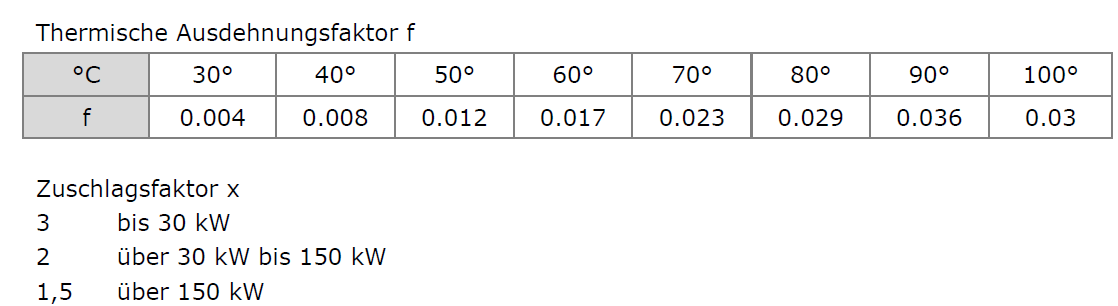 Thermische Ausdehnungsfaktor f
°C 30° 40° 50° 60° 70° 80° 90° 100°
f 0.004 0.008 0.012 0.017 0.023 0.029 0.036 0.03
Zuschlagsfaktor x
3 bis 30 kW
2 über 30 kW bis 150 kW
1,5 über 150 kW